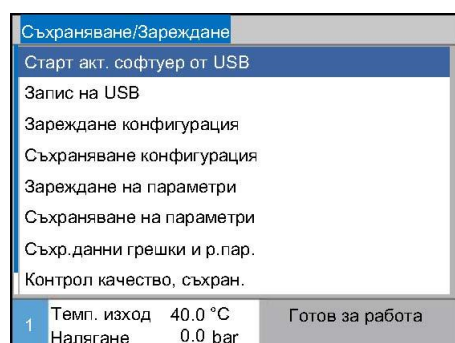 Съхраняване/Зареждане
Старт акт. софтуер от USB
Запис на USB
Зареждане конфигурация
Съхраняване конфигурация
Зареждане на параметри
Съхраняване на параметри
Съхр.данни грешки и р.пар.
Контрол качество, съхран.
1 Темп. изход 40.0 °C Готов за работа
Налягане 0.0 bar